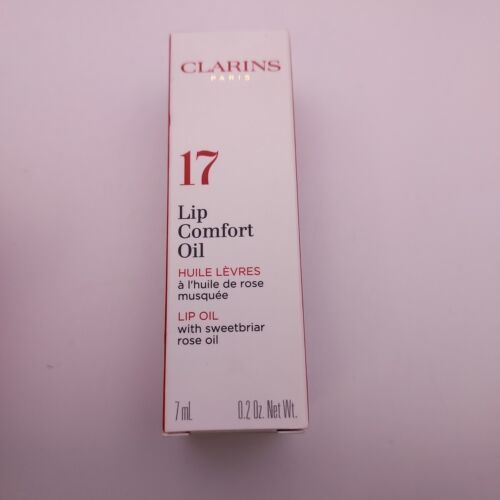 CLARINS
PARIS
17
Lip
Comfort
Oil
HUILE LÈVRES
à l'huile de rose
musquée
LIP OIL
with sweetbriar
rose oil
7 mL 0.2 Oz. Net Wt.